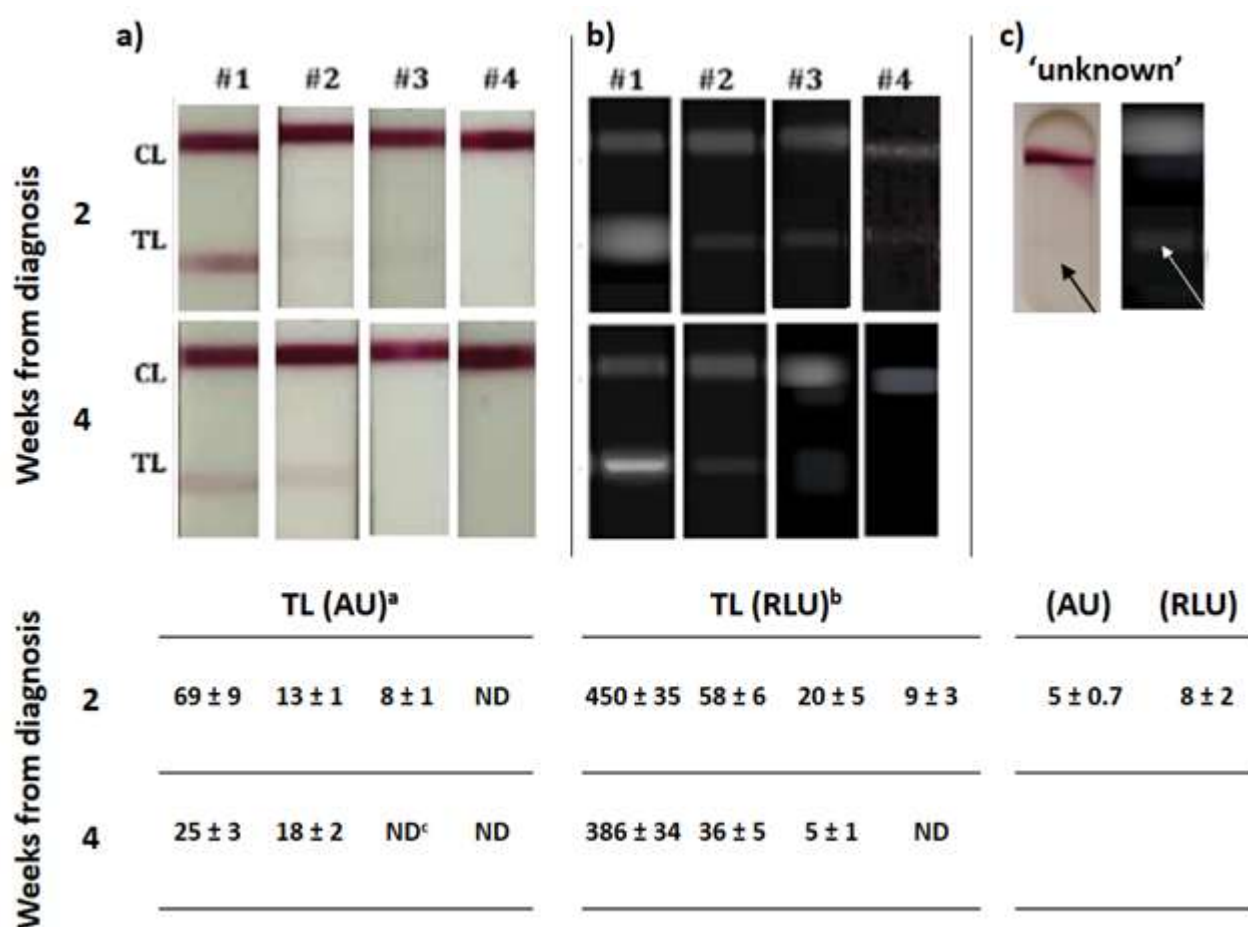 a)
b)
c)
#1 #2 #3 #4
#1 #2 #3 #4
'unknown'
Weeks from diagnosis
2
CL
TL
4
CL
TL
TL (AU)ᵃ
TL (RLU)ᵇ
(AU) (RLU)
Weeks from diagnosis
2
69 ± 9 13 ± 1 8 ± 1 ND
450 ± 35 58 ± 6 20 ± 5 9 ± 3
5 ± 0.7 8 ± 2
4
25 ± 3 18 ± 2 NDᶜ ND
386 ± 34 36 ± 5 5 ± 1 ND